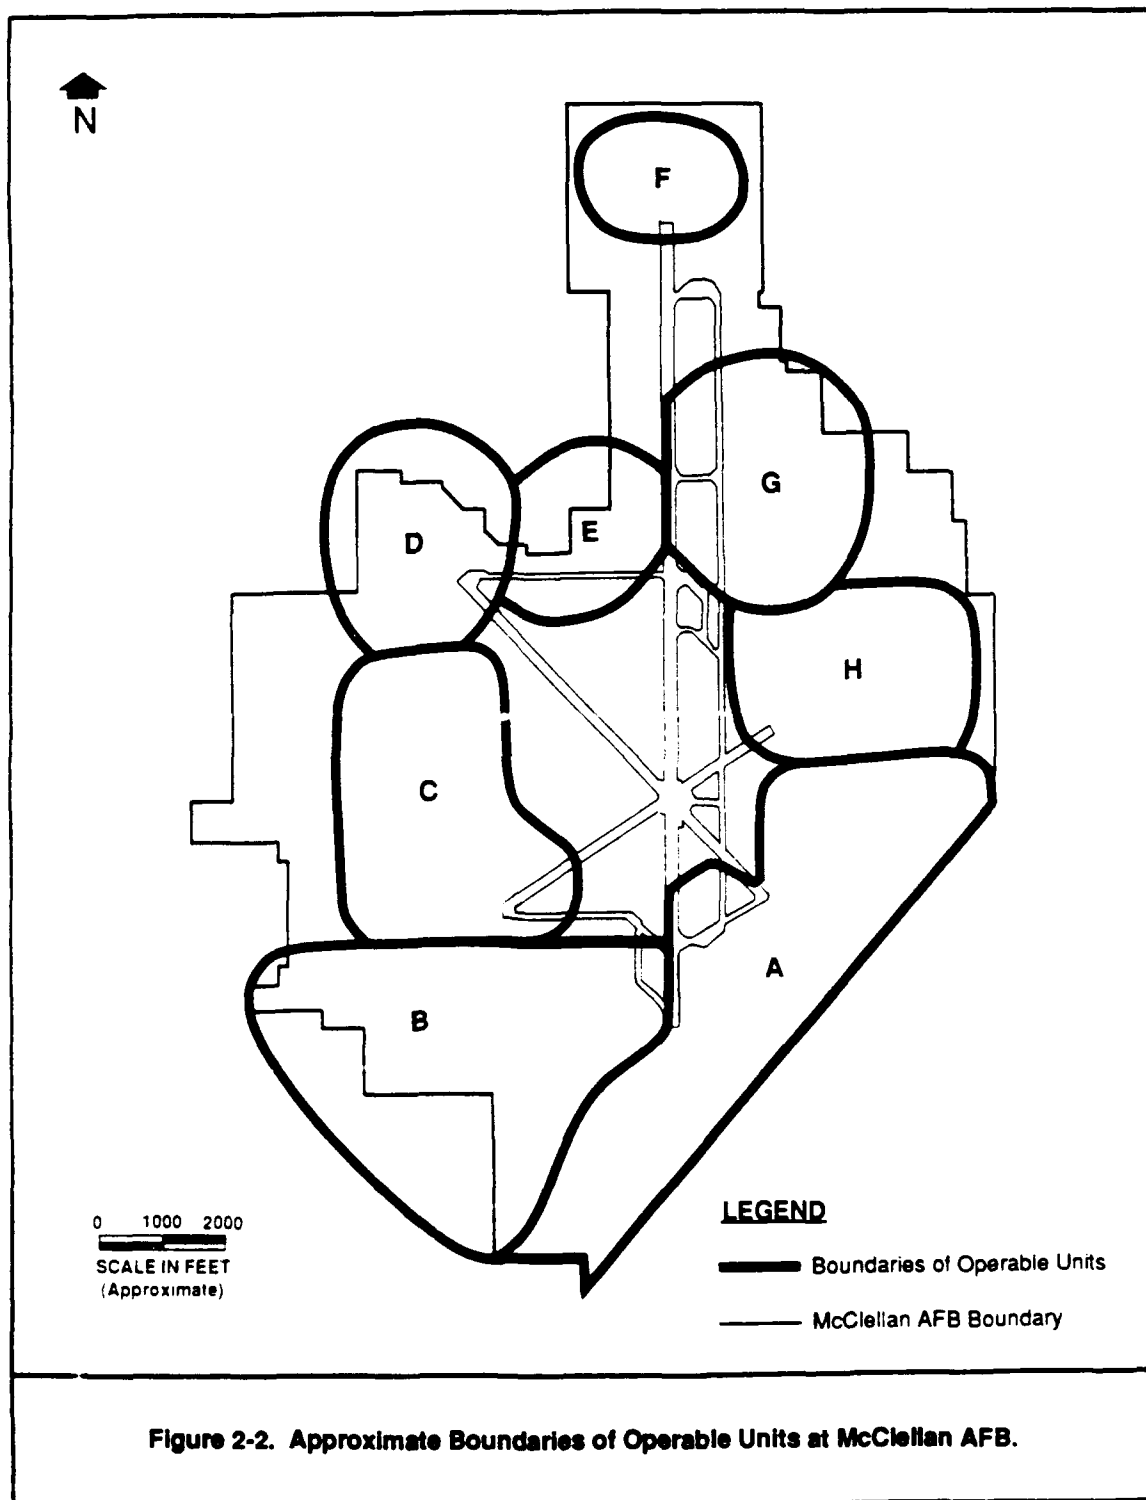 N
F
G
E
D
H
C
A
B
0 1000 2000
SCALE IN FEET
(Approximate)
LEGEND
Boundaries of Operable Units
McClellan AFB Boundary
Figure 2-2. Approximate Boundaries of Operable Units at McClellan AFB.